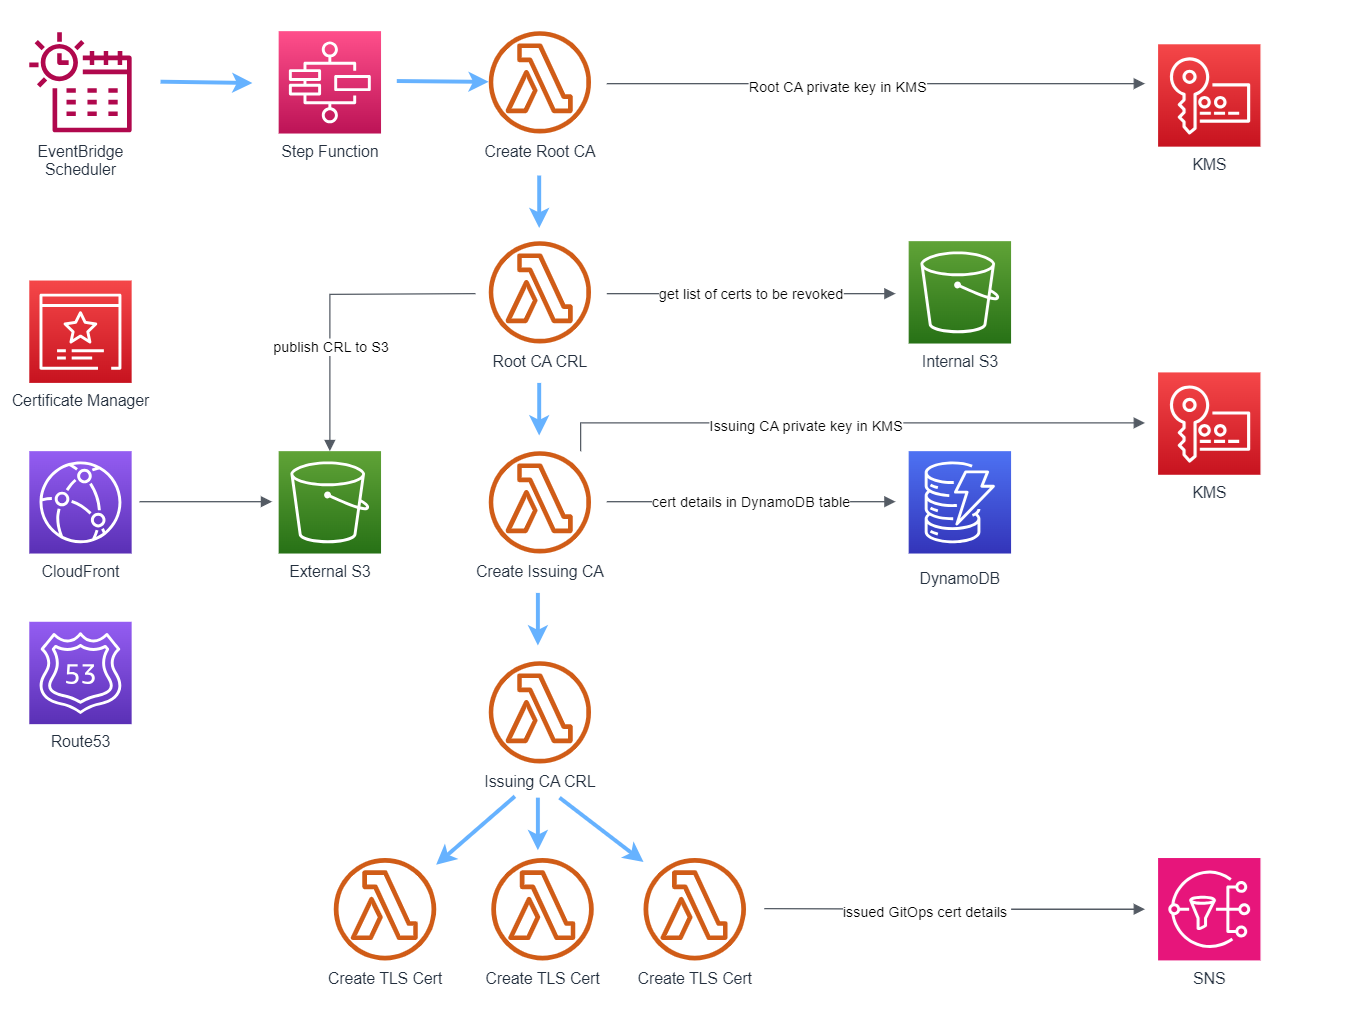 EventBridge
Scheduler
Step Function
Create Root CA
Root CA private key in KMS
KMS
Certificate Manager
publish CRL to S3
Root CA CRL
get list of certs to be revoked
Internal S3
Issuing CA private key in KMS
KMS
CloudFront
External S3
Create Issuing CA
cert details in DynamoDB table
DynamoDB
53
Route53
Issuing CA CRL
Create TLS Cert
Create TLS Cert
Create TLS Cert
issued GitOps cert details
SNS